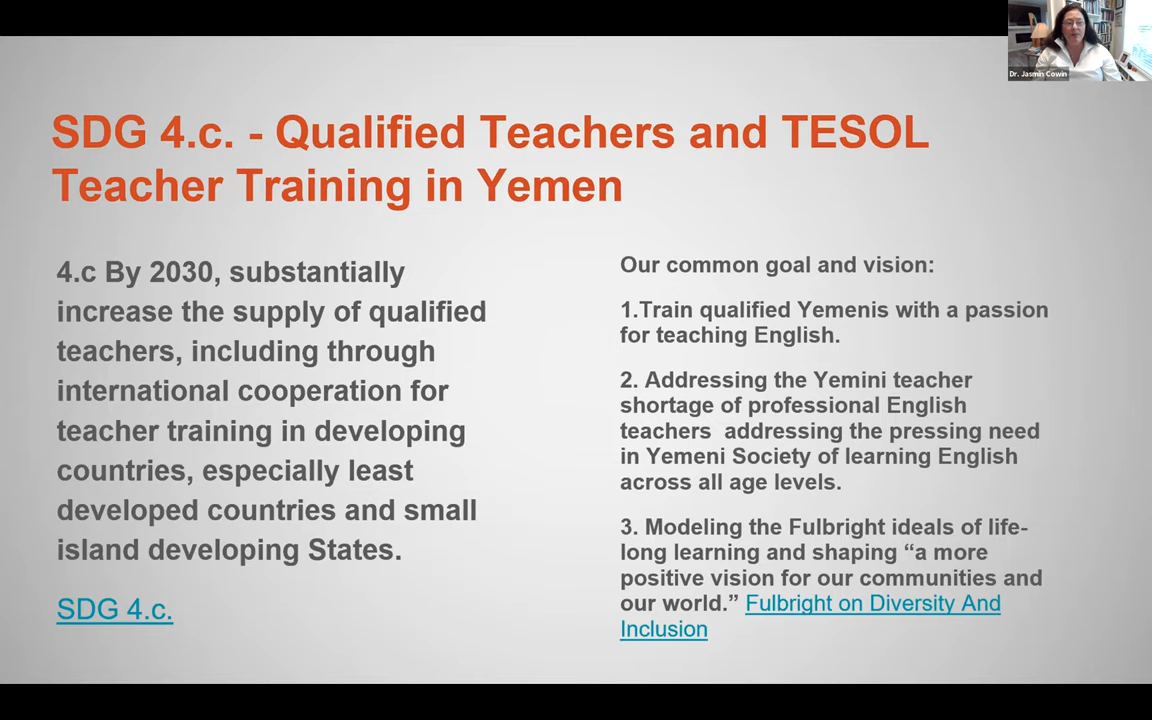 Dr. Jasmin Cowin
SDG 4.c. - Qualified Teachers and TESOL
Teacher Training in Yemen
4.c By 2030, substantially
increase the supply of qualified
teachers, including through
international cooperation for
teacher training in developing
countries, especially least
developed countries and small
island developing States.
SDG 4.c.
Our common goal and vision:
1.Train qualified Yemenis with a passion
for teaching English.
2. Addressing the Yemini teacher
shortage of professional English
teachers  addressing the pressing need
in Yemeni Society of learning English
across all age levels.
3. Modeling the Fulbright ideals of life-
long learning and shaping “a more
positive vision for our communities and
our world.” Fulbright on Diversity And
Inclusion